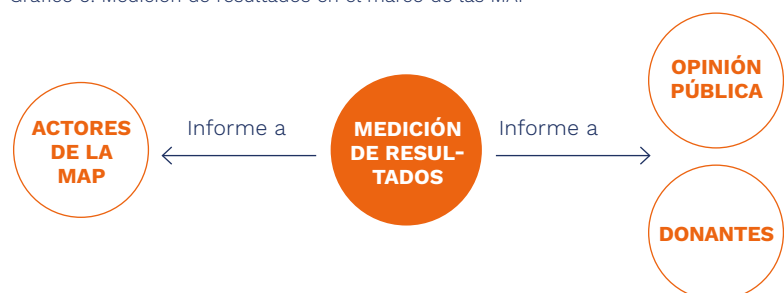 ACTORES
DE LA
MAP
Informe a
MEDICIÓN
DE RESUL-
TADOS
Informe a
OPINIÓN
PÚBLICA
DONANTES